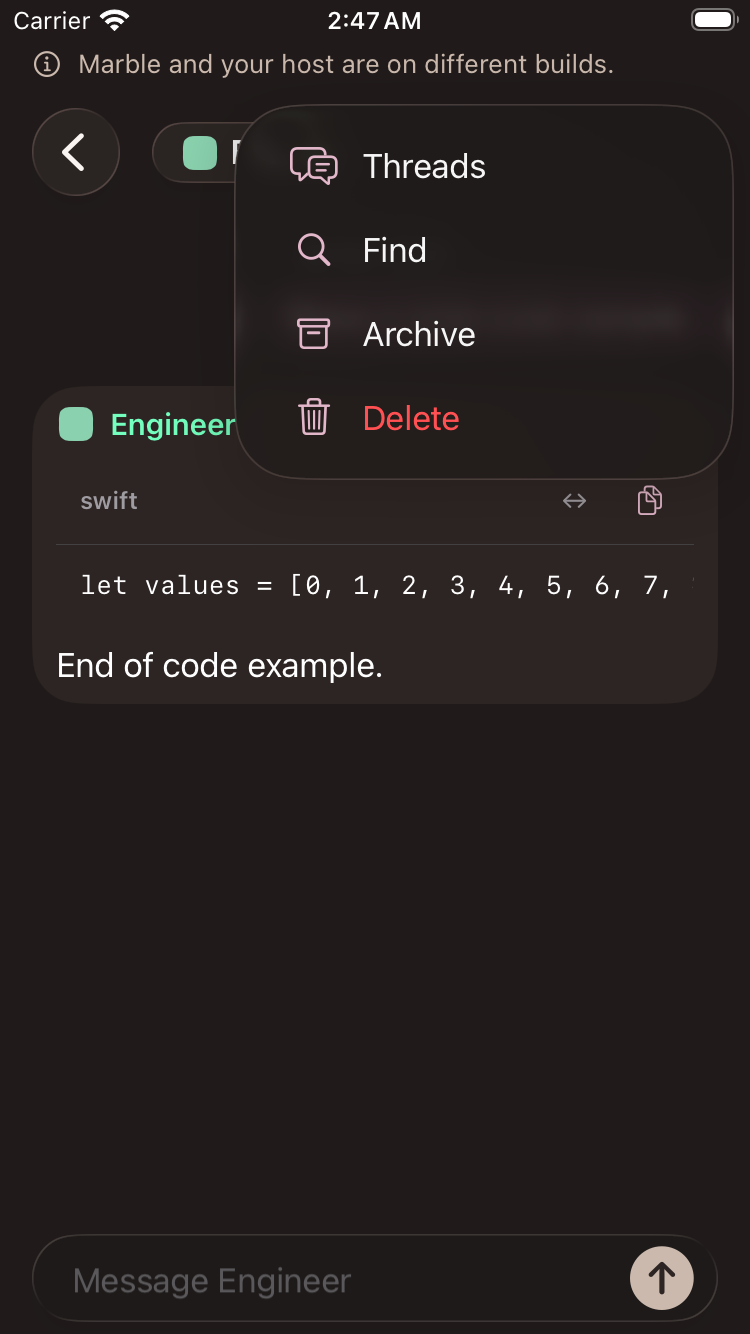 Carrier
2:47 AM
Marble and your host are on different builds.
Threads
Find
Archive
Delete
Engineer
swift
let values = [0, 1, 2, 3, 4, 5, 6, 7,
End of code example.
Message Engineer